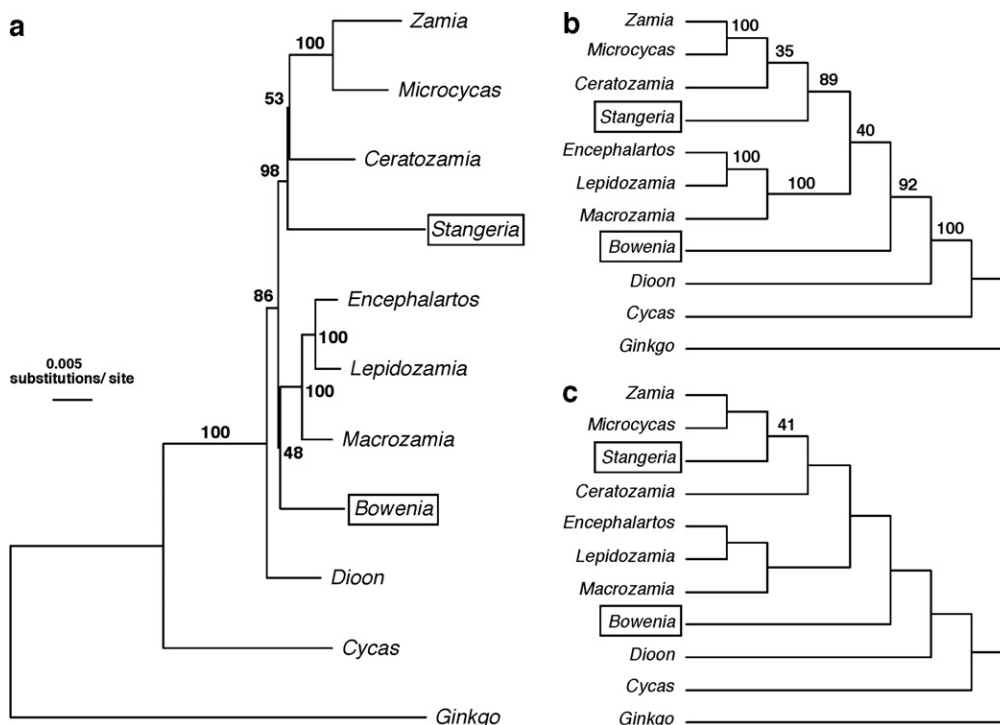 a
Zamia
100
Microcycas
53
Ceratozamia
98
Stangeria
86
Encephalartos
100
0.005
substitutions/ site
Lepidozamia
100
100
Macrozamia
48
Bowenia
Dioon
Cycas
Ginkgo
b
Zamia
100
Microcycas
35
Ceratozamia
89
Stangeria
40
Encephalartos
100
Lepidozamia
100
92
Macrozamia
100
Bowenia
Dioon
Cycas
Ginkgo
c
Zamia
Microcycas
41
Stangeria
Ceratozamia
Encephalartos
Lepidozamia
Macrozamia
Bowenia
Dioon
Cycas
Ginkgo